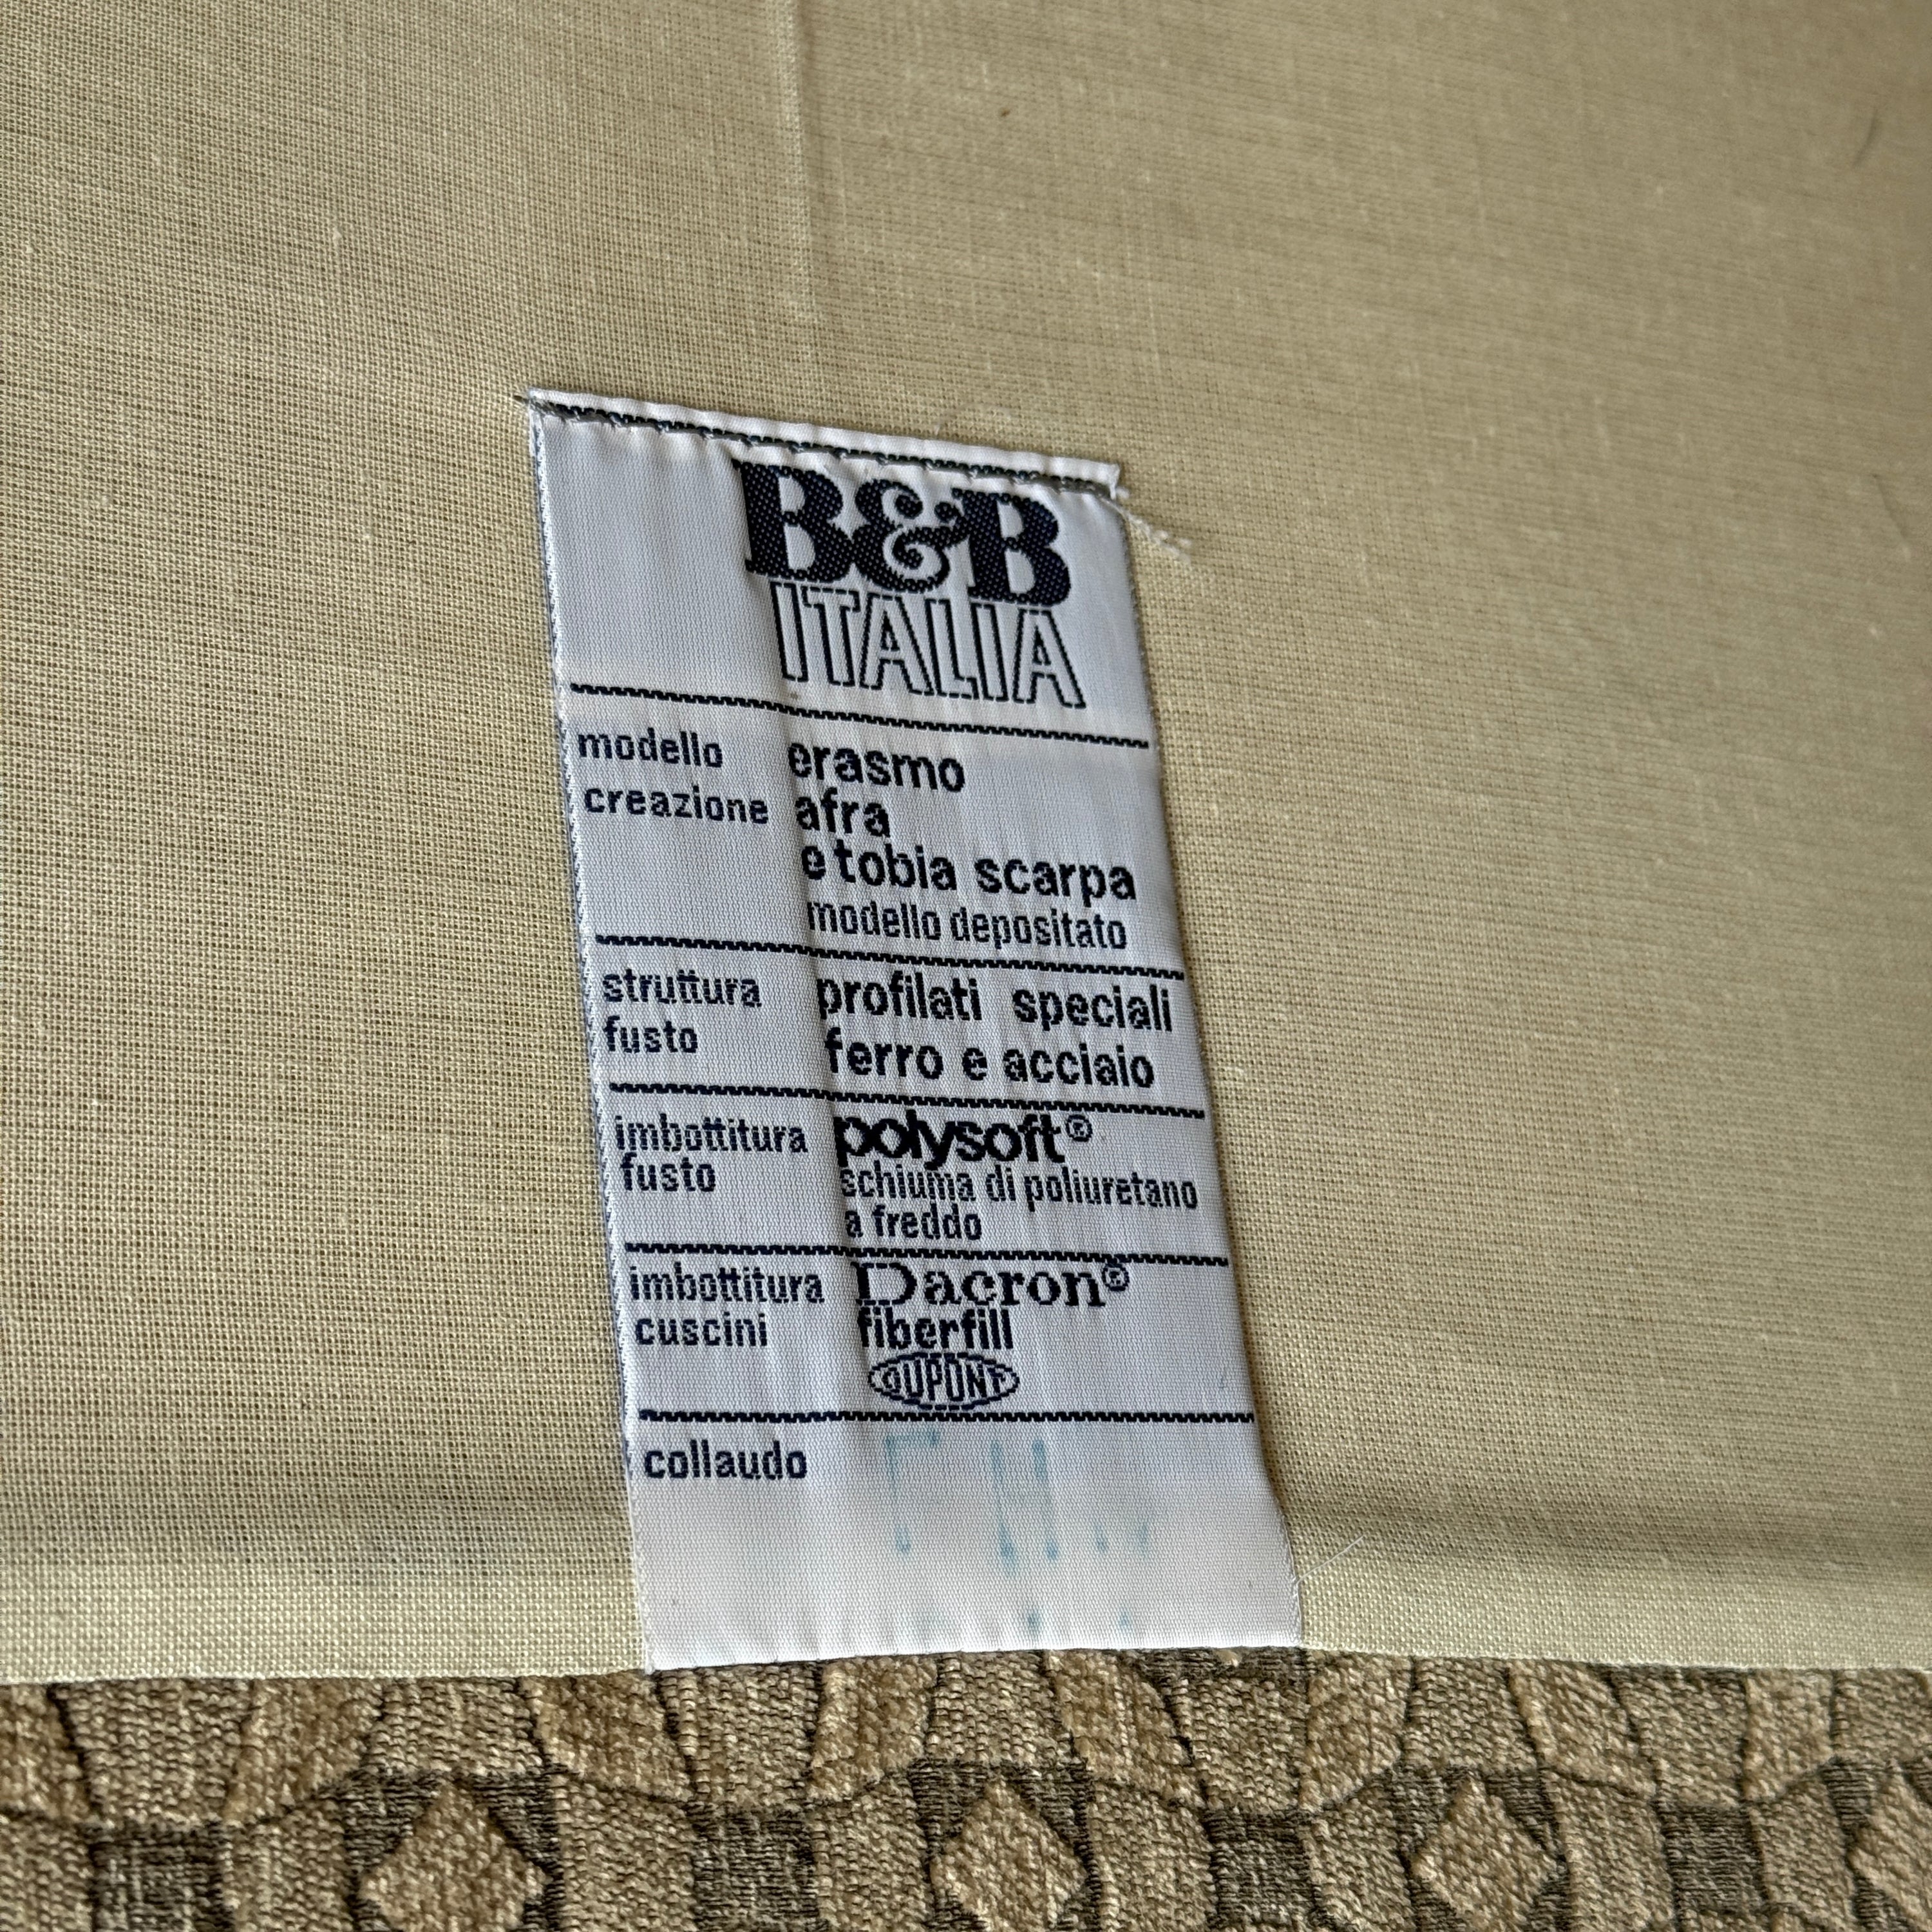 B&B
ITALIA
modello erasmo
creazione afra
e tobia scarpa
modello depositato
struttura profilati speciali
fusto ferro e acciaio
imbottitura polysoft®
fusto schiuma di poliuretano
a freddo
imbottitura Dacron®
cuscini fiberfill
DUPONT
collaudo